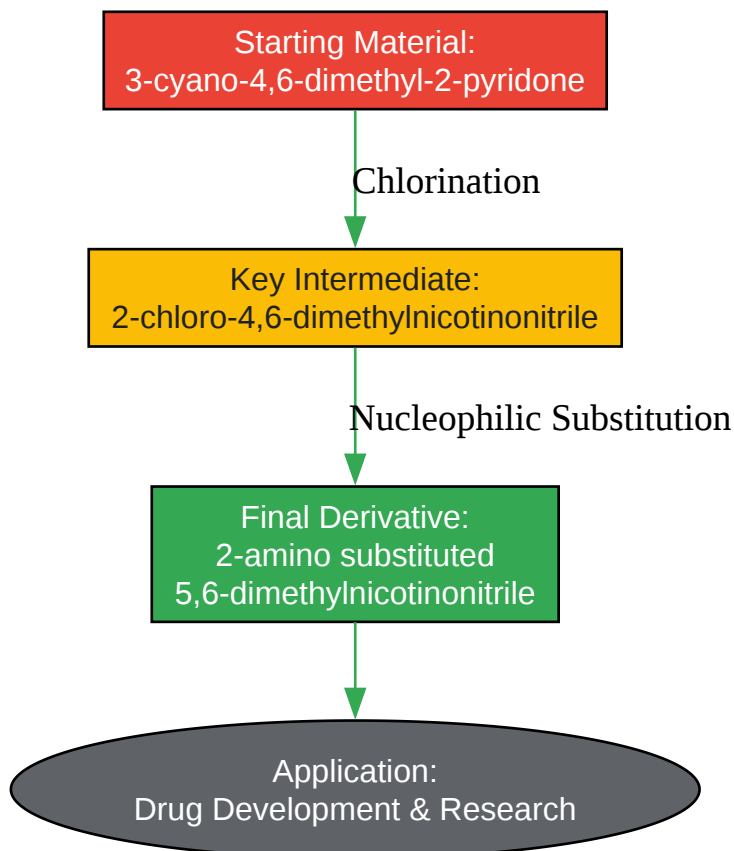 Starting Material:
3-cyano-4,6-dimethyl-2-pyridone
Chlorination
Key Intermediate:
2-chloro-4,6-dimethylnicotinonitrile
Nucleophilic Substitution
Final Derivative:
2-amino substituted
5,6-dimethylnicotinonitrile
Application:
Drug Development & Research